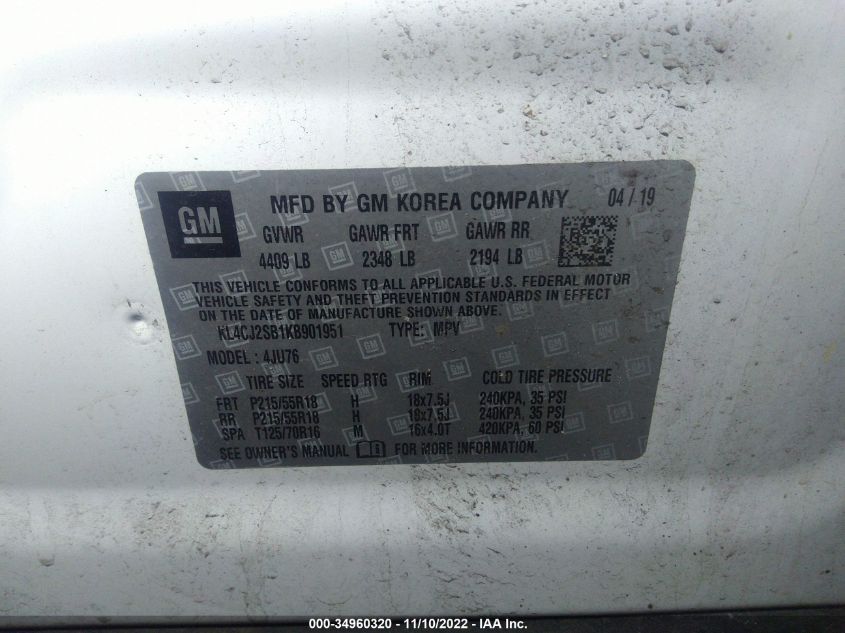 GM
MFD BY GM KOREA COMPANY 04 / 19
GVWR GAWR FRT GAWR RR
4409 LB 2348 LB 2194 LB
THIS VEHICLE CONFORMS TO ALL APPLICABLE U.S. FEDERAL MOTOR
VEHICLE SAFETY AND THEFT PREVENTION STANDARDS IN EFFECT
ON THE DATE OF MANUFACTURE SHOWN ABOVE.
KL4CJ2SB1KB901951 TYPE: MPV
MODEL: 4JU76
TIRE SIZE SPEED RTG RIM COLD TIRE PRESSURE
FRT P215/55R18 H 18x7.5J 240KPA, 35 PSI
RR P215/55R18 H 18x7.5J 240KPA, 35 PSI
SPA T125/70R16 M 16x4.0T 420KPA, 60 PSI
SEE OWNER'S MANUAL FOR MORE INFORMATION.
000-34960320 - 11/10/2022 - IAA Inc.